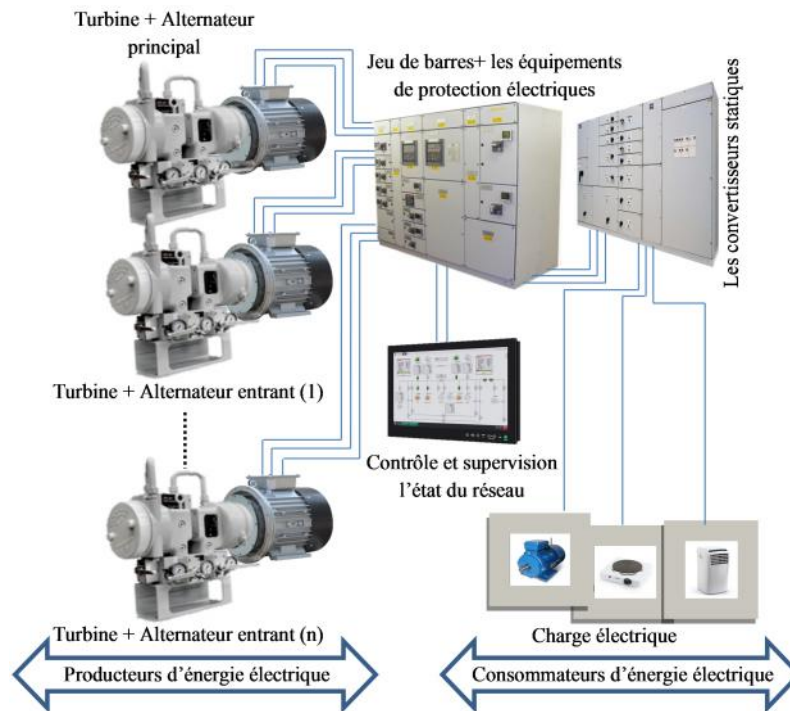 Turbine + Alternateur
principal
Jeu de barres+ les équipements
de protection électriques
Les convertisseurs statiques
Turbine + Alternateur entrant (1)
Contrôle et supervision
l'état du réseau
Turbine + Alternateur entrant (n)
Charge électrique
Producteurs d'énergie électrique
Consommateurs d'énergie électrique